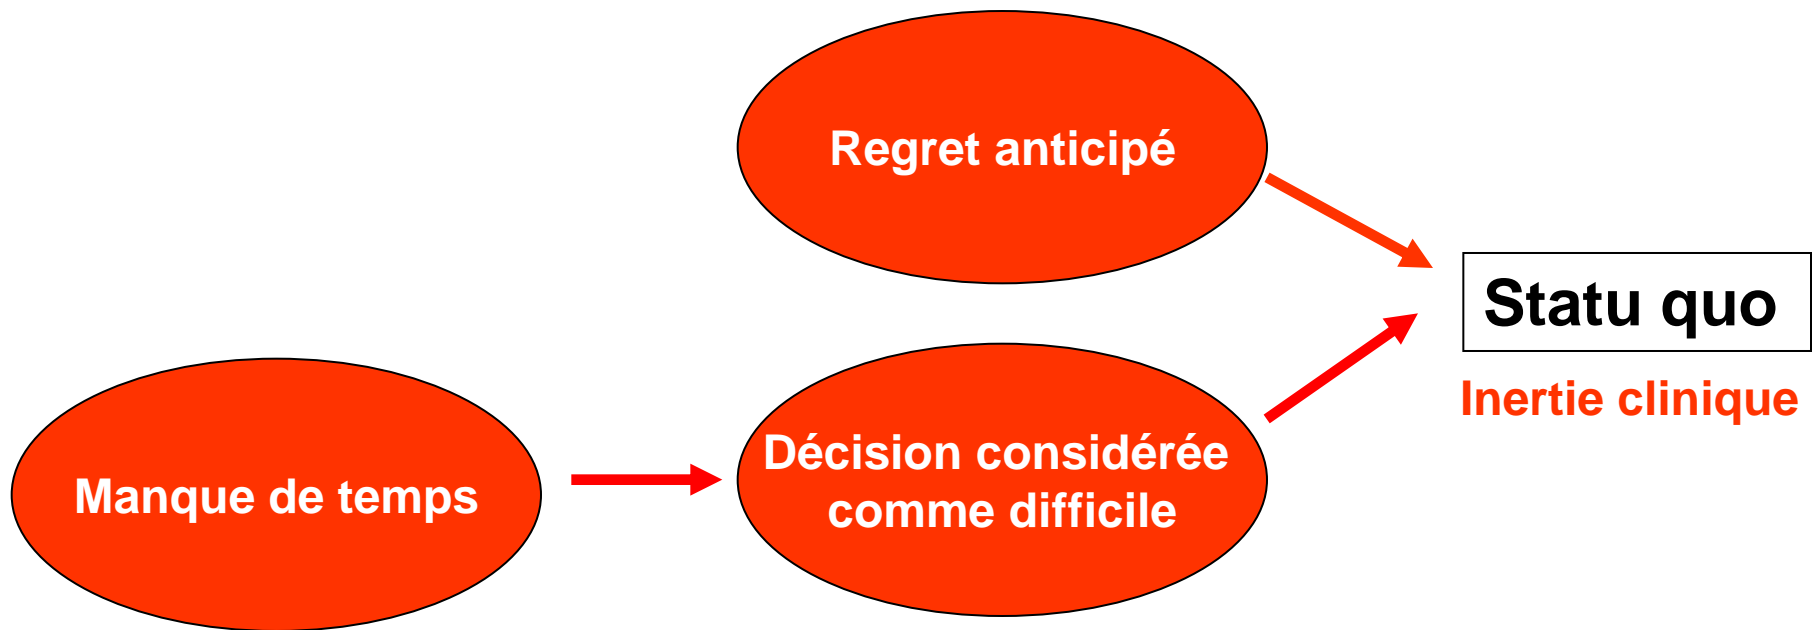 Regret anticipé
Statu quo
Inertie clinique
Décision considérée
comme difficile
Manque de temps